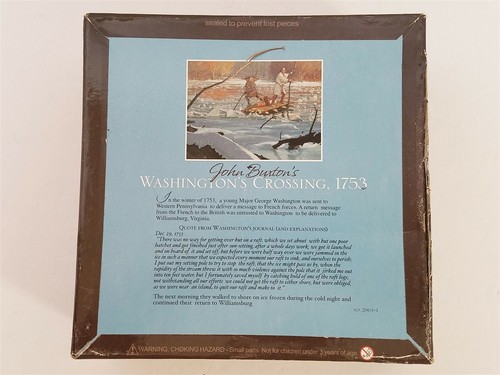 sealed to prevent lost pieces
John Buxton's
WASHINGTON'S CROSSING, 1753
In the winter of 1753, a young Major George Washington was sent to
Western Pennsylvania to deliver a message to French forces. A return message
from the French to the British was entrusted to Washington to be delivered to
Williamsburg, Virginia.
QUOTE FROM WASHINGTON'S JOURNAL (AND EXPLANATIONS)
Dec 29, 1753
"There was no way for getting over but on a raft, which we set about with but one poor
hatchet and got finished just after sun-setting, after a whole days work; we got it launched
and on board of it and set off, but before we were half way over we were jammed in the
ice in such a manner that we expected every moment our raft to sink, and ourselves to perish.
I put out my setting pole to try to stop the raft, that the ice might pass us by, when the
rapidity of the stream threw it with so much violence against the pole that it jirked me out
into ten feet water, but I fortunately saved myself by catching hold of one of the raft logs;
not withstanding all our efforts we could not get the raft to either shore, but were obliged,
as we were near an island, to quit our raft and make to it."
The next morning they walked to shore on ice frozen during the cold night and
continued their return to Williamsburg
WARNING, CHOKING HAZARD - Small parts. Not for children under 3 years of age.